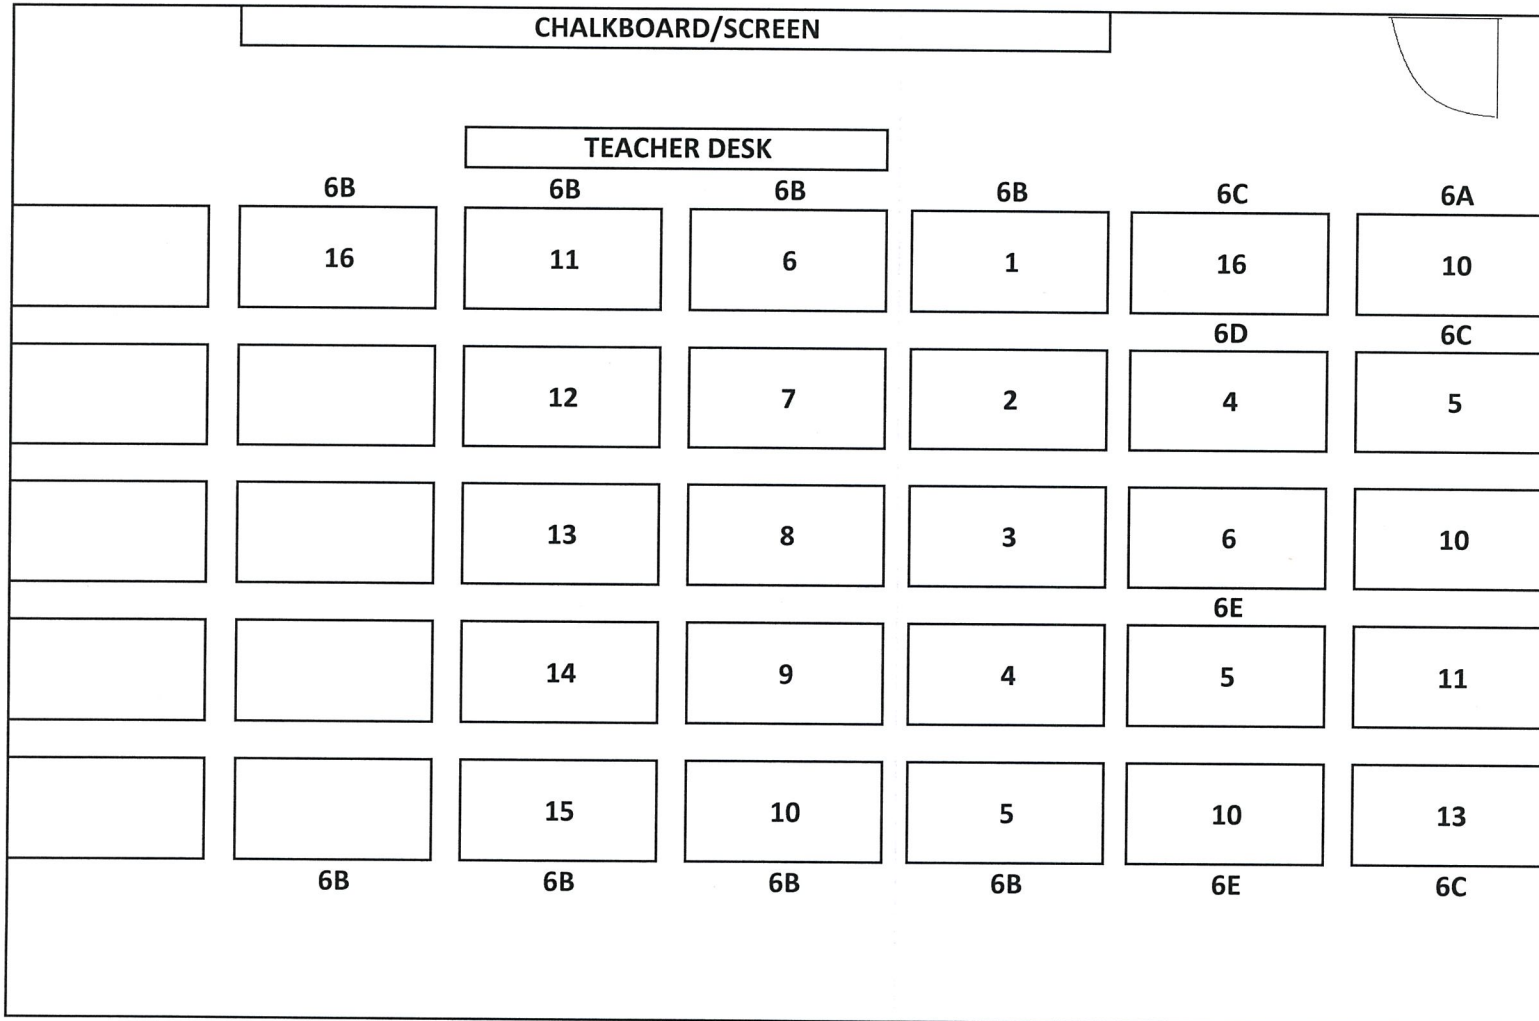 CHALKBOARD/SCREEN
TEACHER DESK
6B 6B 6B 6B 6C 6A
16 11 6 1 16 10
6D 6C
12 7 2 4 5
13 8 3 6 10
6E
14 9 4 5 11
15 10 5 10 13
6B 6B 6B 6B 6E 6C